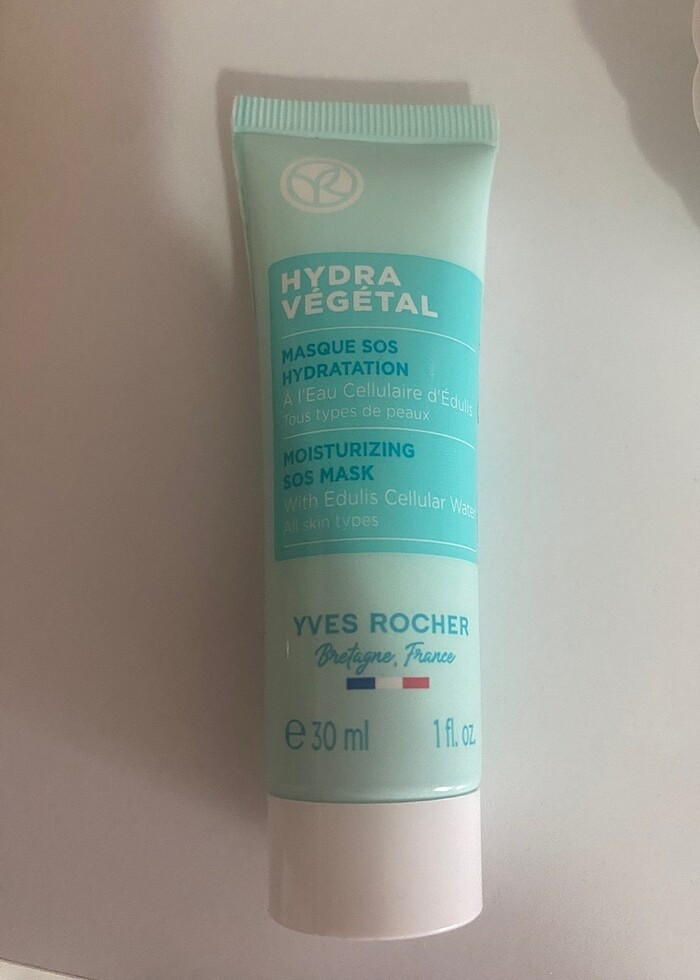 YR
HYDRA
VÉGÉTAL
MASQUE SOS
HYDRATATION
À l'Eau Cellulaire d'Édulis
Tous types de peaux
MOISTURIZING
SOS MASK
With Edulis Cellular Water
All skin types
YVES ROCHER
Bretagne, France
℮ 30 ml 1 fl. oz.